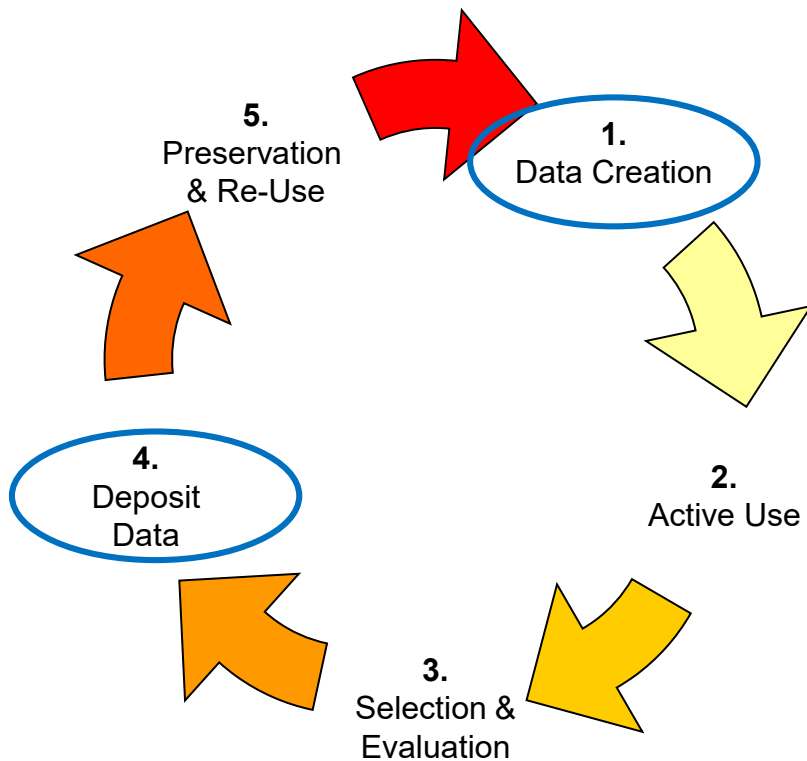 1.
Data Creation
2.
Active Use
3.
Selection &
Evaluation
4.
Deposit
Data
5.
Preservation
& Re-Use